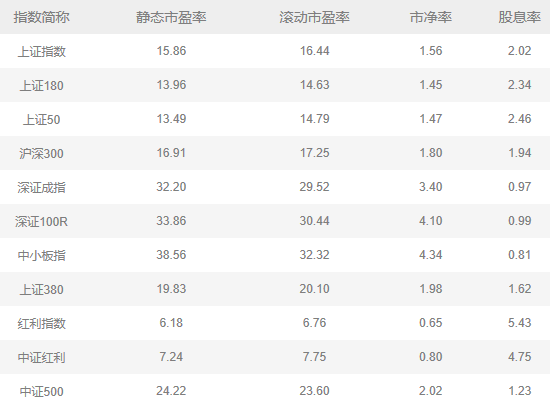 指数简称 静态市盈率 滚动市盈率 市净率 股息率
上证指数 15.86 16.44 1.56 2.02
上证180 13.96 14.63 1.45 2.34
上证50 13.49 14.79 1.47 2.46
沪深300 16.91 17.25 1.80 1.94
深证成指 32.20 29.52 3.40 0.97
深证100R 33.86 30.44 4.10 0.99
中小板指 38.56 32.32 4.34 0.81
上证380 19.83 20.10 1.98 1.62
红利指数 6.18 6.76 0.65 5.43
中证红利 7.24 7.75 0.80 4.75
中证500 24.22 23.60 2.02 1.23